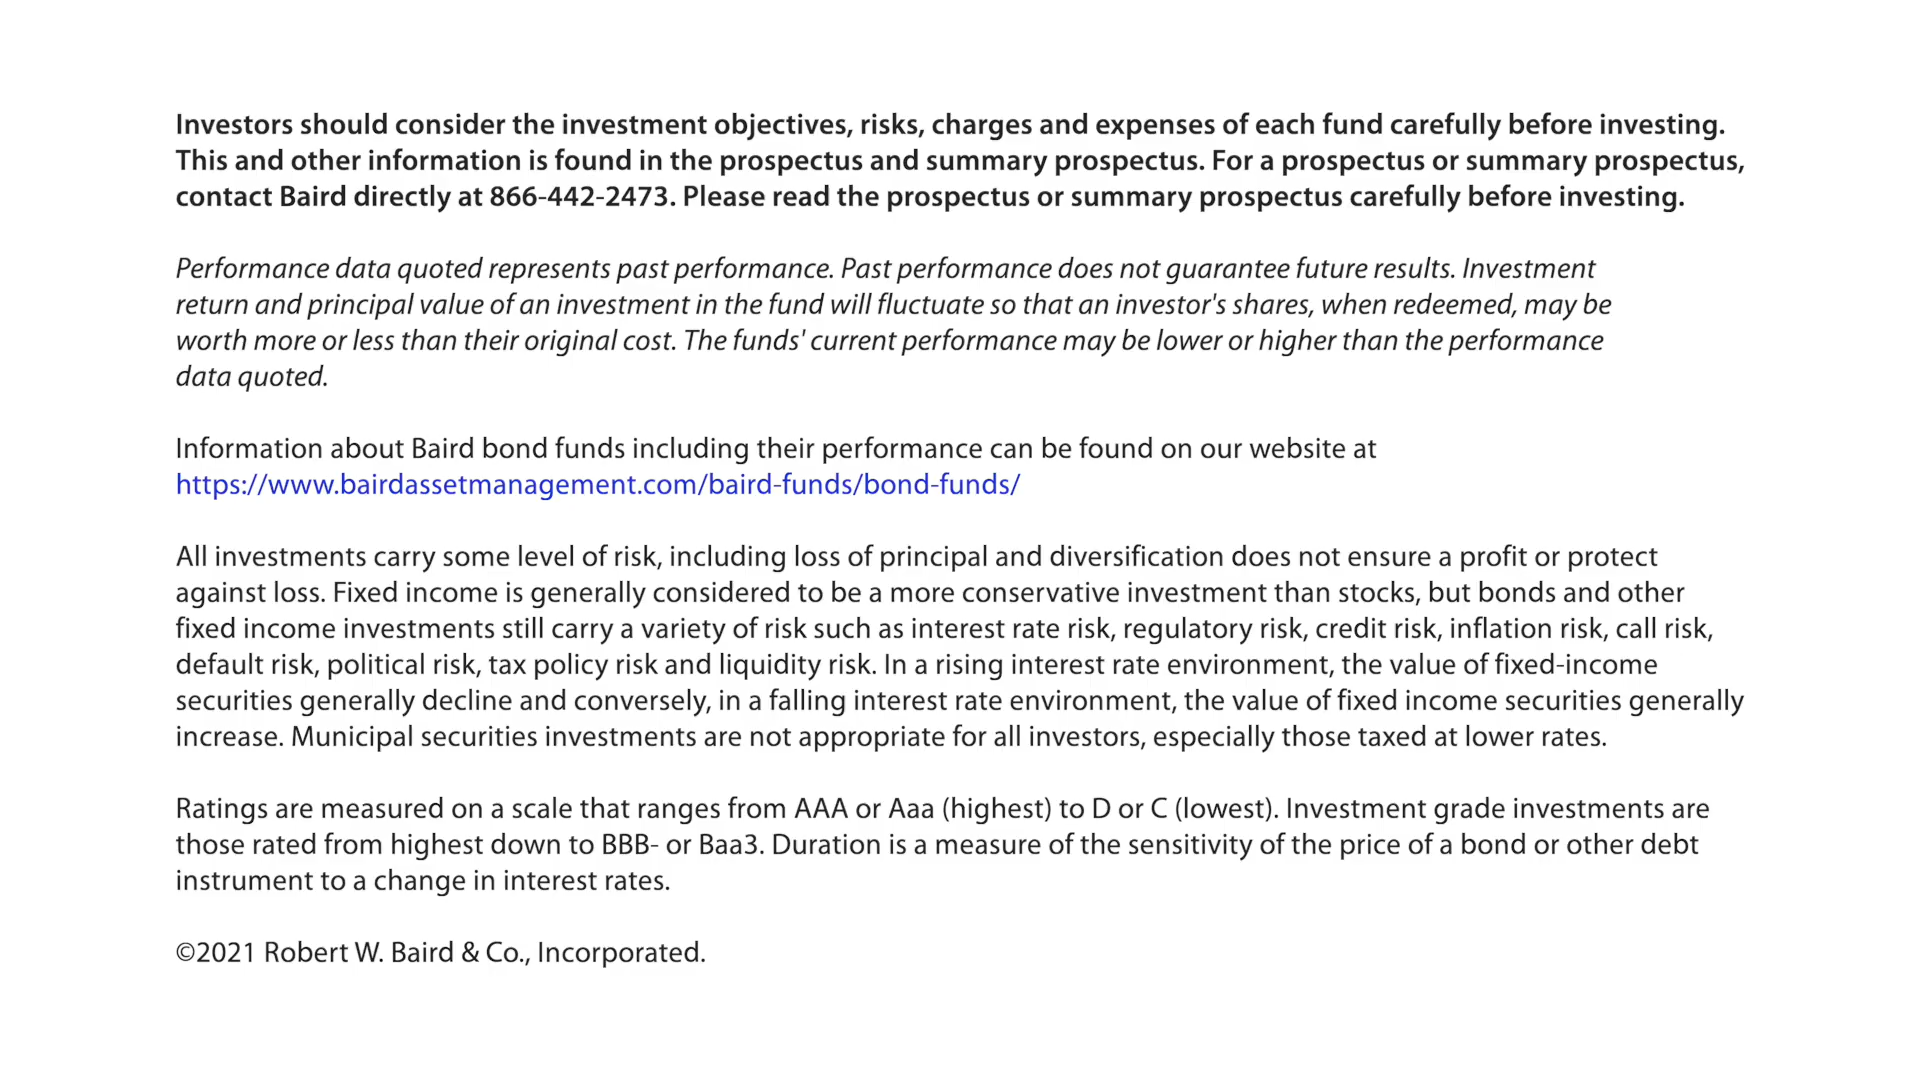 Investors should consider the investment objectives, risks, charges and expenses of each fund carefully before investing.
This and other information is found in the prospectus and summary prospectus. For a prospectus or summary prospectus,
contact Baird directly at 866-442-2473. Please read the prospectus or summary prospectus carefully before investing.
Performance data quoted represents past performance. Past performance does not guarantee future results. Investment
return and principal value of an investment in the fund will fluctuate so that an investor's shares, when redeemed, may be
worth more or less than their original cost. The funds' current performance may be lower or higher than the performance
data quoted.
Information about Baird bond funds including their performance can be found on our website at
https://www.bairdassetmanagement.com/baird-funds/bond-funds/
All investments carry some level of risk, including loss of principal and diversification does not ensure a profit or protect
against loss. Fixed income is generally considered to be a more conservative investment than stocks, but bonds and other
fixed income investments still carry a variety of risk such as interest rate risk, regulatory risk, credit risk, inflation risk, call risk,
default risk, political risk, tax policy risk and liquidity risk. In a rising interest rate environment, the value of fixed-income
securities generally decline and conversely, in a falling interest rate environment, the value of fixed income securities generally
increase. Municipal securities investments are not appropriate for all investors, especially those taxed at lower rates.
Ratings are measured on a scale that ranges from AAA or Aaa (highest) to D or C (lowest). Investment grade investments are
those rated from highest down to BBB- or Baa3. Duration is a measure of the sensitivity of the price of a bond or other debt
instrument to a change in interest rates.
©2021 Robert W. Baird & Co., Incorporated.